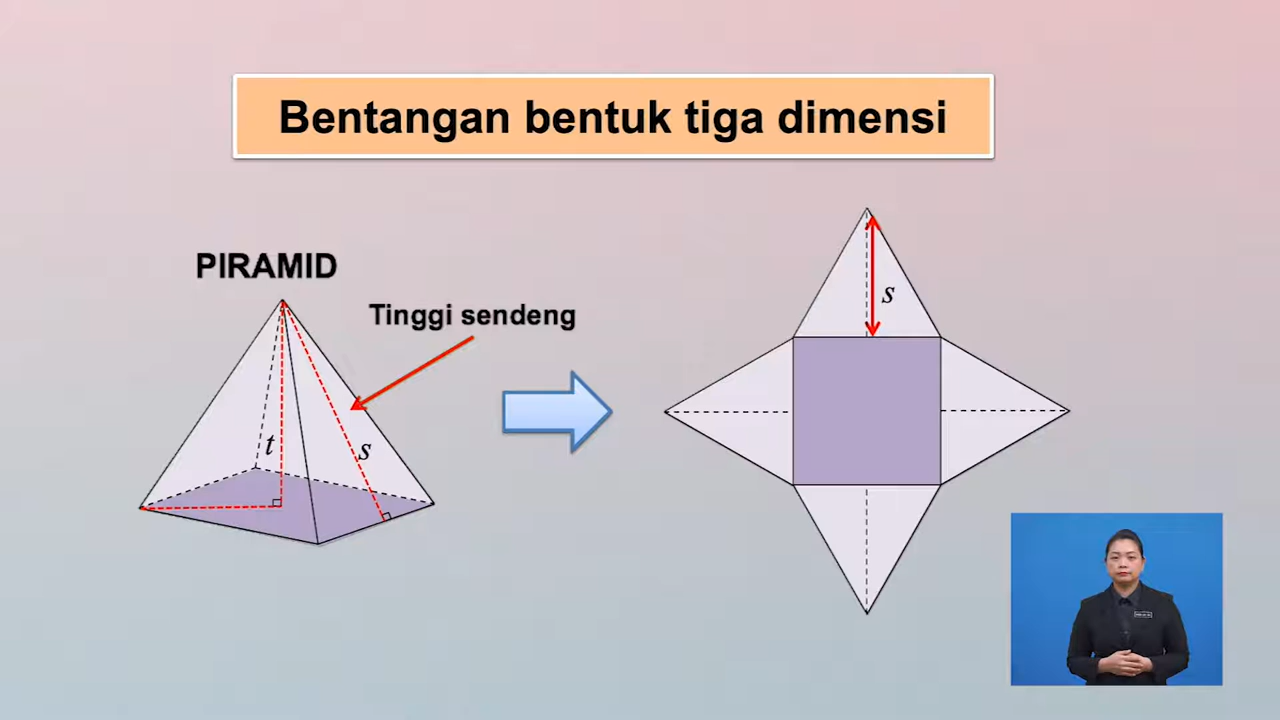 Bentangan bentuk tiga dimensi
PIRAMID
Tinggi sendeng
t
s
s